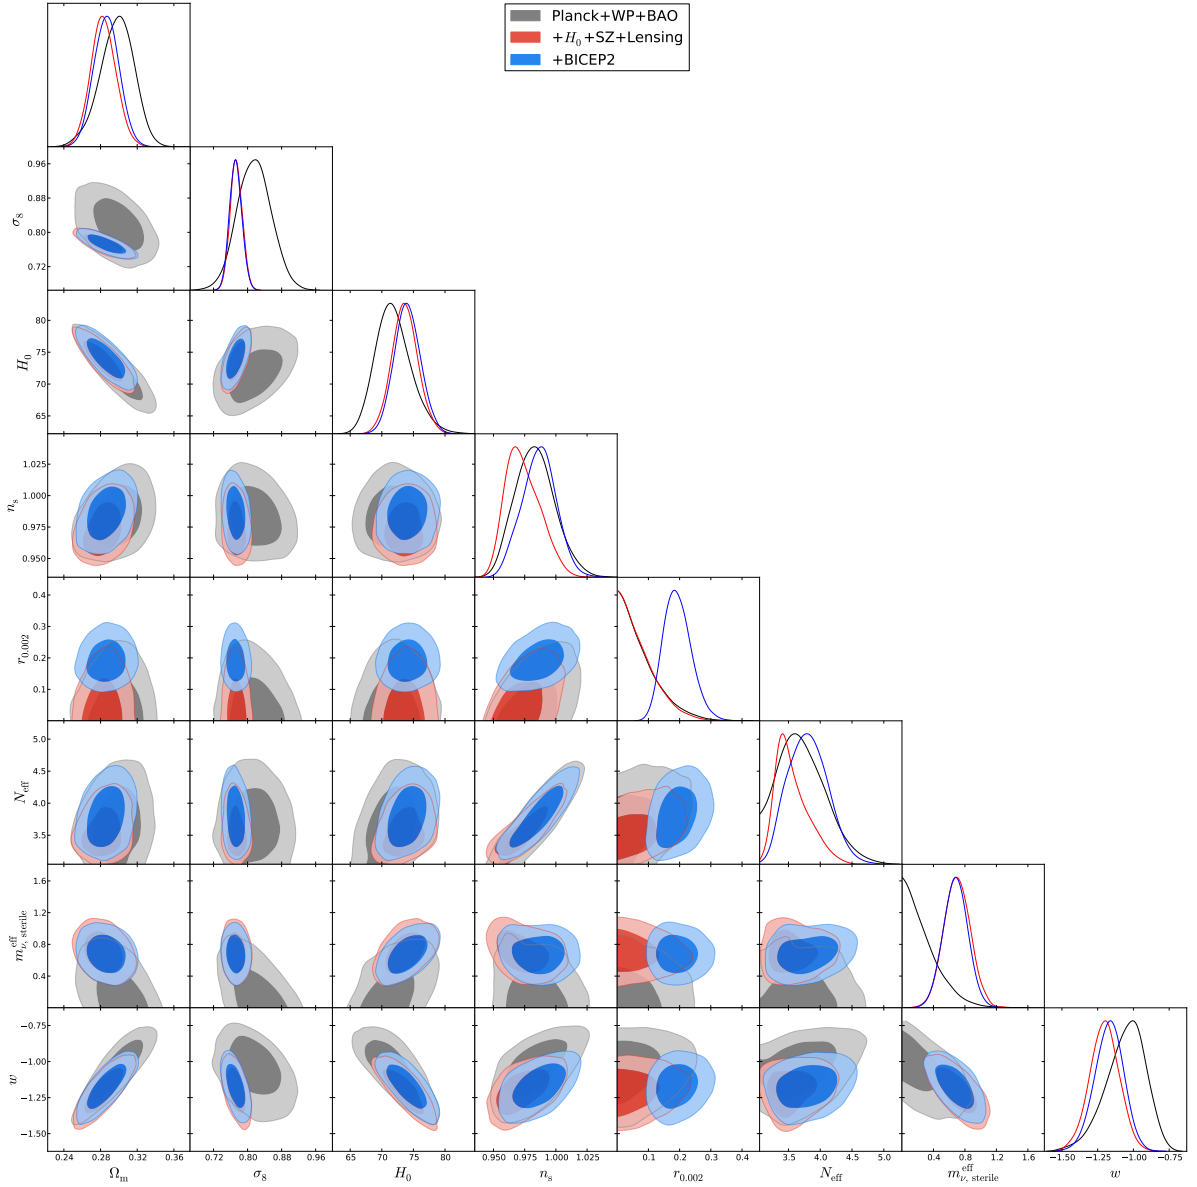 Planck+WP+BAO
+H₀+SZ+Lensing
+BICEP2
0.96
0.88
0.80
0.72
σ₈
80
75
70
65
H₀
1.025
1.000
0.975
0.950
nₛ
0.4
0.3
0.2
0.1
r₀.₀₀₂
5.0
4.5
4.0
3.5
N_eff
1.6
1.2
0.8
0.4
m^eff_ν, sterile
−0.75
−1.00
−1.25
−1.50
w
0.24 0.28 0.32 0.36
0.72 0.80 0.88 0.96
65 70 75 80
0.950 0.975 1.000 1.025
0.1 0.2 0.3 0.4
3.5 4.0 4.5 5.0
0.4 0.8 1.2 1.6
−1.50 −1.25 −1.00 −0.75
Ω_m σ₈ H₀ nₛ r₀.₀₀₂ N_eff m^eff_ν, sterile w